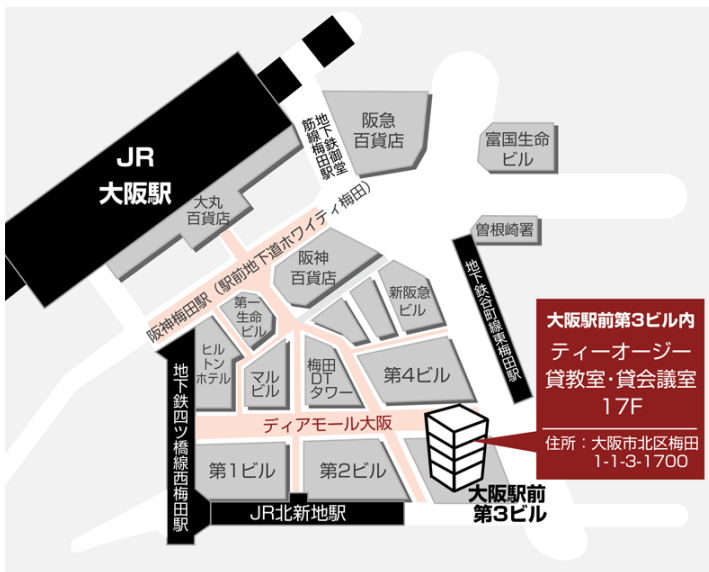 JR
大阪駅
地下鉄御堂
筋線梅田駅
阪急
百貨店
富国生命
ビル
大丸
百貨店
曽根崎署
阪神梅田駅（駅前地下道ホワイティ梅田）
阪神
百貨店
新阪急
ビル
地下鉄谷町線東梅田駅
第一
生命
ビル
ヒル
トン
ホテル
マル
ビル
梅田
DT
タワー
第4ビル
地下鉄四ツ橋線西梅田駅
ディアモール大阪
第1ビル
第2ビル
JR北新地駅
大阪駅前
第3ビル
大阪駅前第3ビル内
ティーオージー
貸教室・貸会議室
17F
住所：大阪市北区梅田
1-1-3-1700